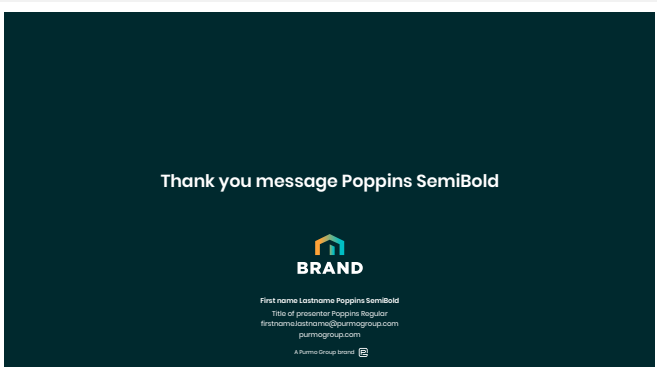 Thank you message Poppins SemiBold
BRAND
First name Lastname Poppins SemiBold
Title of presenter Poppins Regular
firstname.lastname@purmogroup.com
purmogroup.com
A Purmo Group brand